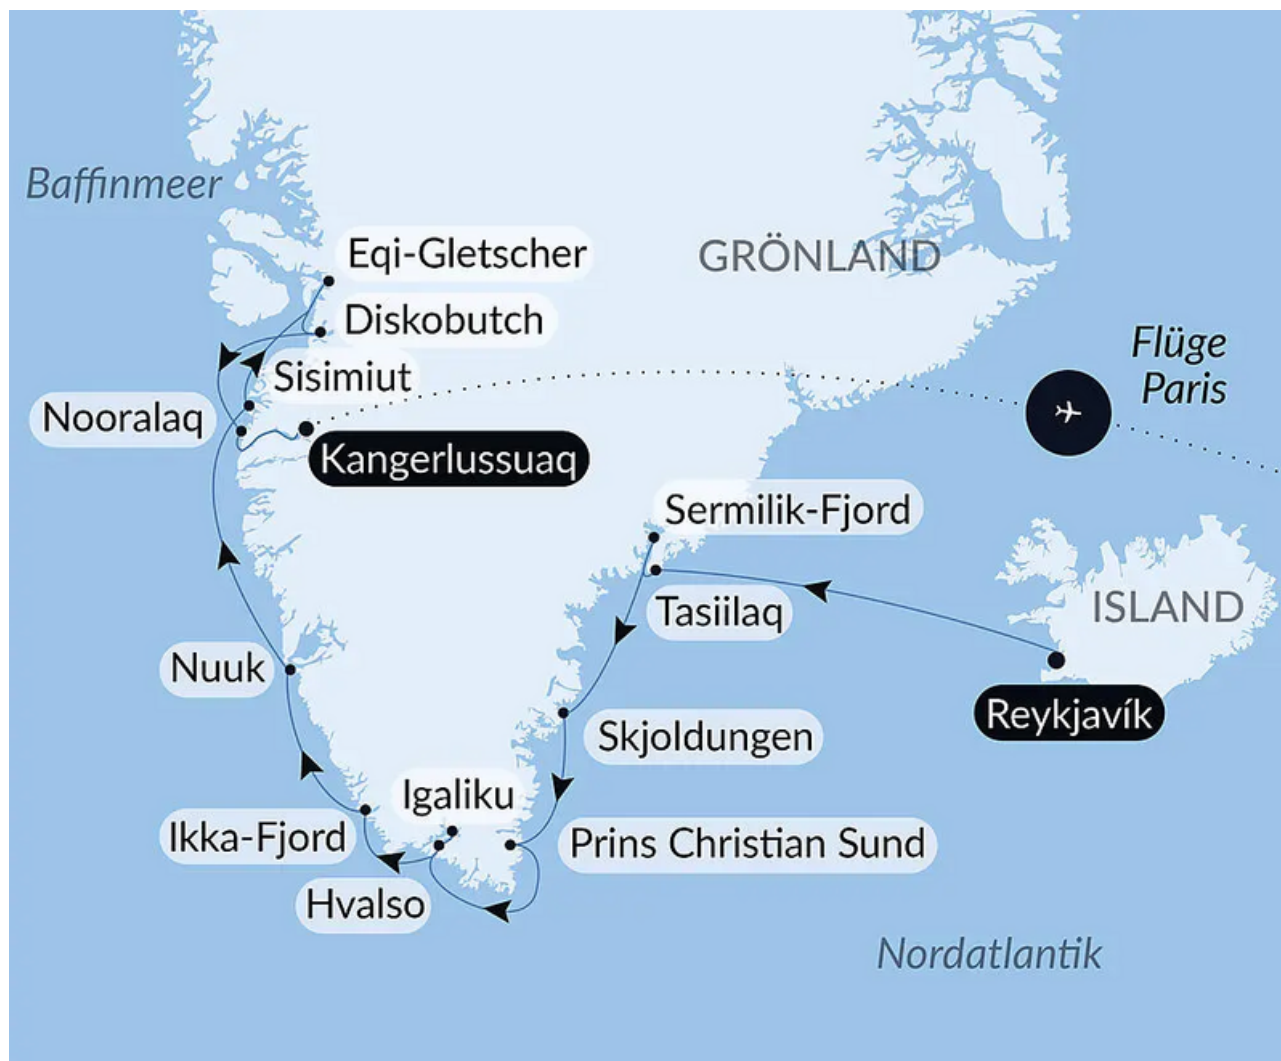 Baffinmeer
Eqi-Gletscher
GRÖNLAND
Diskobutch
Flüge
Paris
Sisimiut
Nooralaq
Kangerlussuaq
Sermilik-Fjord
Tasiilaq
ISLAND
Nuuk
Reykjavík
Skjoldungen
Igaliku
Ikka-Fjord
Prins Christian Sund
Hvalso
Nordatlantik